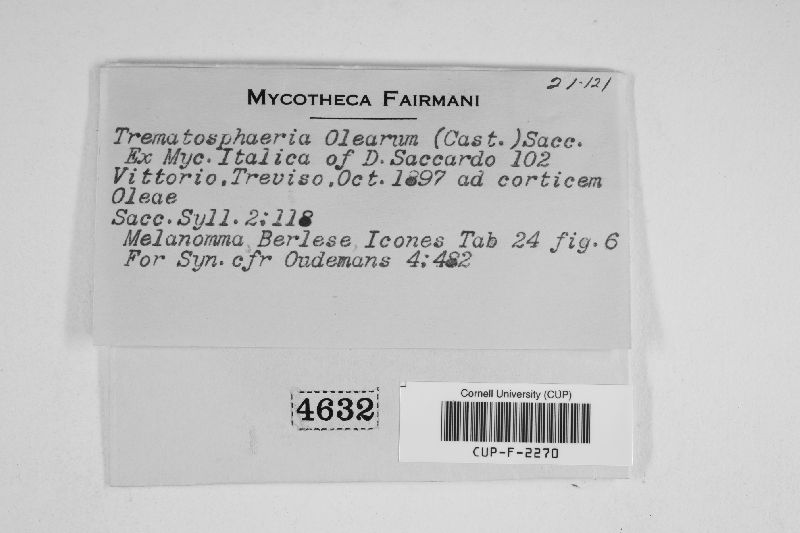 21-121
MYCOTHECA FAIRMANI
Trematosphaeria Olearum (Cast.)Sacc.
Ex Myc.Italica of D.Saccardo 102
Vittorio,Treviso,Oct.1897 ad corticem
Oleae
Sacc.Syll.2;118
Melanomma Berlese Icones Tab 24 fig.6
For Syn.cfr Oudemans 4;482
4632
Cornell University (CUP)
CUP-F-2270